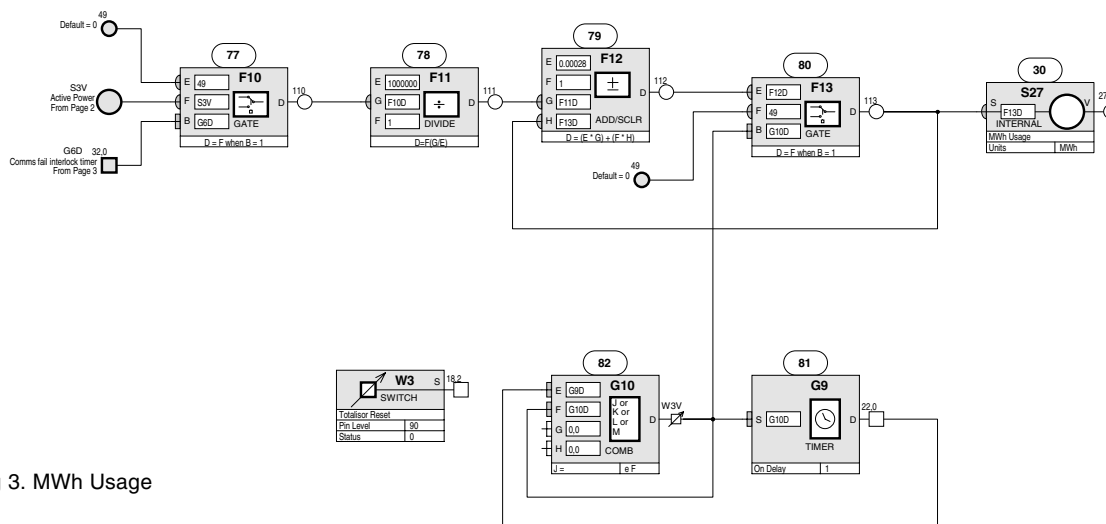 49
Default = 0
S3V
Active Power
From Page 2
G6D 32,0
Comms fail interlock timer
From Page 3
77
F10
E 49
F S3V D
B G6D
GATE
D = F when B = 1
110
78
F11
E 1000000
G F10D D
F 1
÷
DIVIDE
D=F(G/E)
111
79
F12
E 0.00028
F 1
G F11D
H F13D
± D
ADD/SCLR
D = (E * G) + (F * H)
112
49
Default = 0
80
F13
E F12D
F 49 D
B G10D
GATE
D = F when B = 1
113
30
S27
S V
F13D
INTERNAL
MWh Usage
Units MWh
27
W3 S
SWITCH
Totalisor Reset
Pin Level 90
Status 0
18,2
82
G10
E G9D
F G10D
G 0,0
H 0,0
J or
K or
L or
M
D
COMB
J = e F
W3V
81
G9
S G10D D
TIMER
On Delay 1
22,0
3. MWh Usage